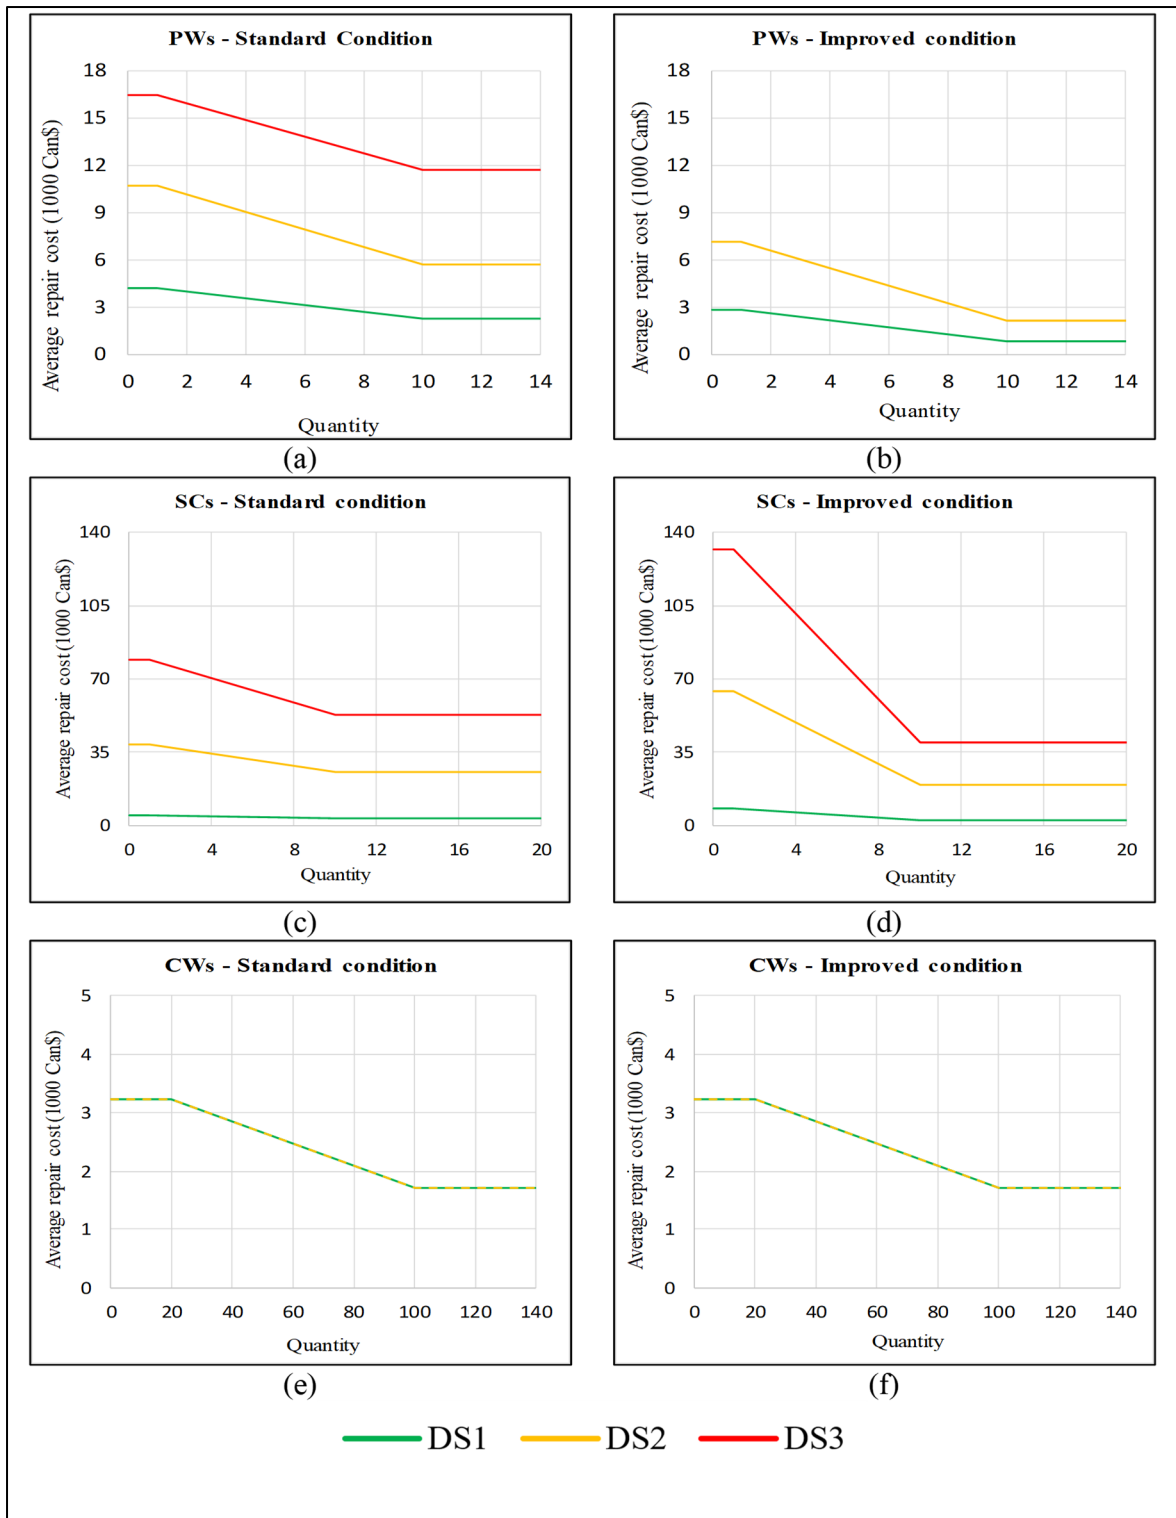 PWs - Standard Condition
Average repair cost (1000 Can$)
18
15
12
9
6
3
0
0 2 4 6 8 10 12 14
Quantity
(a)
PWs - Improved condition
Average repair cost (1000 Can$)
18
15
12
9
6
3
0
0 2 4 6 8 10 12 14
Quantity
(b)
SCs - Standard condition
Average repair cost (1000 Can$)
140
105
70
35
0
0 4 8 12 16 20
Quantity
(c)
SCs - Improved condition
Average repair cost (1000 Can$)
140
105
70
35
0
0 4 8 12 16 20
Quantity
(d)
CWs - Standard condition
Average repair cost (1000 Can$)
5
4
3
2
1
0
0 20 40 60 80 100 120 140
Quantity
(e)
CWs - Improved condition
Average repair cost (1000 Can$)
5
4
3
2
1
0
0 20 40 60 80 100 120 140
Quantity
(f)
DS1 DS2 DS3